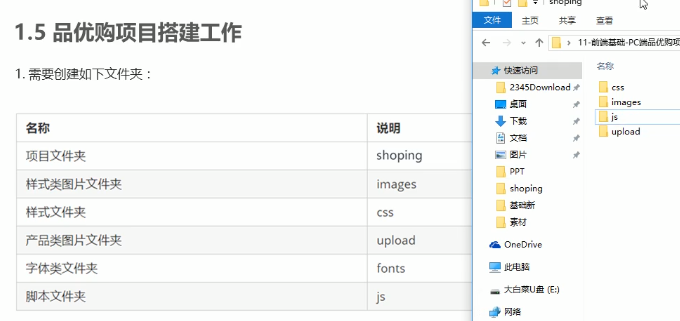 1.5 品优购项目搭建工作
1. 需要创建如下文件夹：
名称 说明
项目文件夹 shoping
样式类图片文件夹 images
样式文件夹 css
产品类图片文件夹 upload
字体类文件夹 fonts
脚本文件夹 js
shoping
文件 主页 共享 查看
11-前端基础-PC端品优购项
名称
快速访问
2345Download
桌面
下载
文档
图片
PPT
shoping
基础新
素材
OneDrive
此电脑
大白菜U盘 (E:)
网络
css
images
js
upload